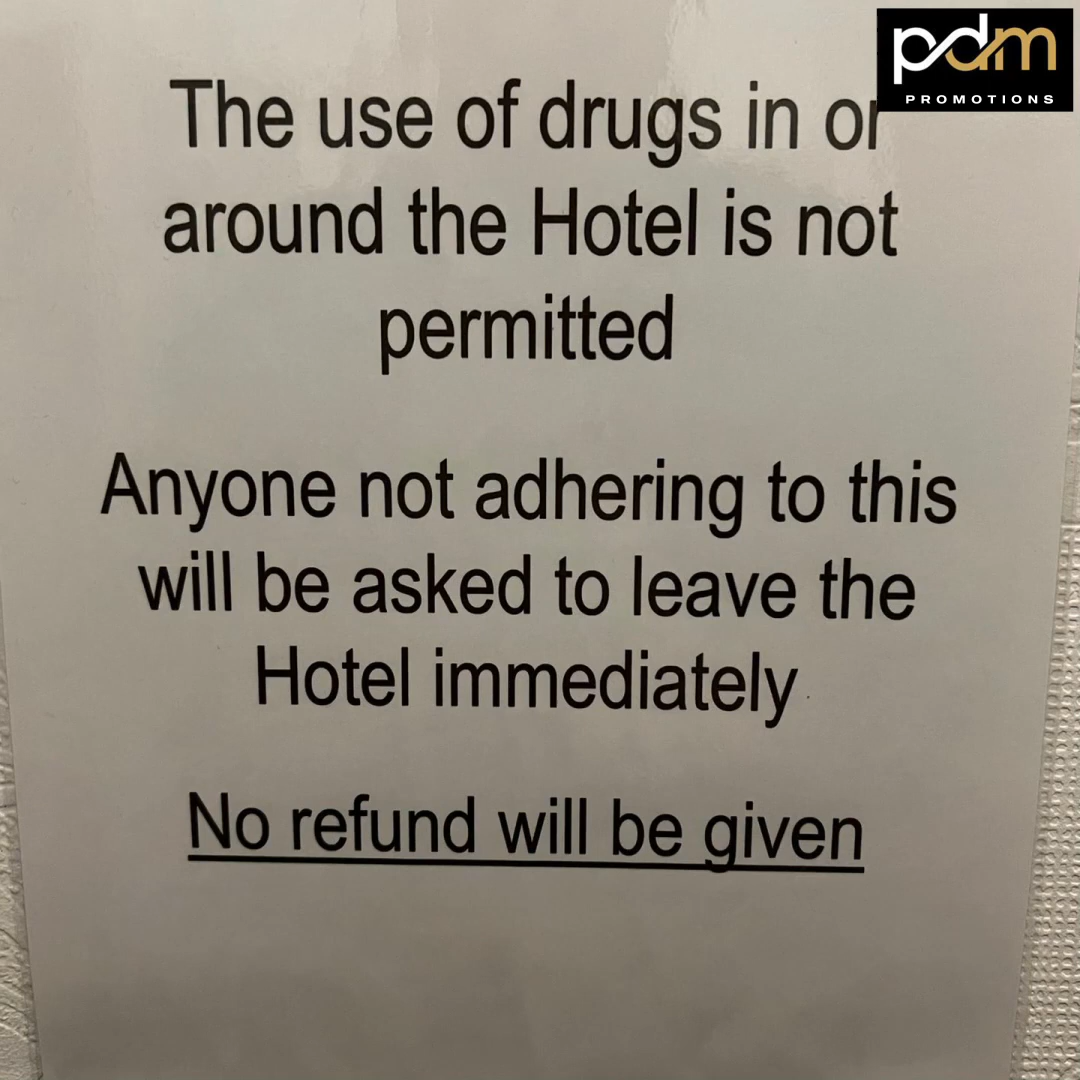 pdm
PROMOTIONS
The use of drugs in or
around the Hotel is not
permitted
Anyone not adhering to this
will be asked to leave the
Hotel immediately
No refund will be given